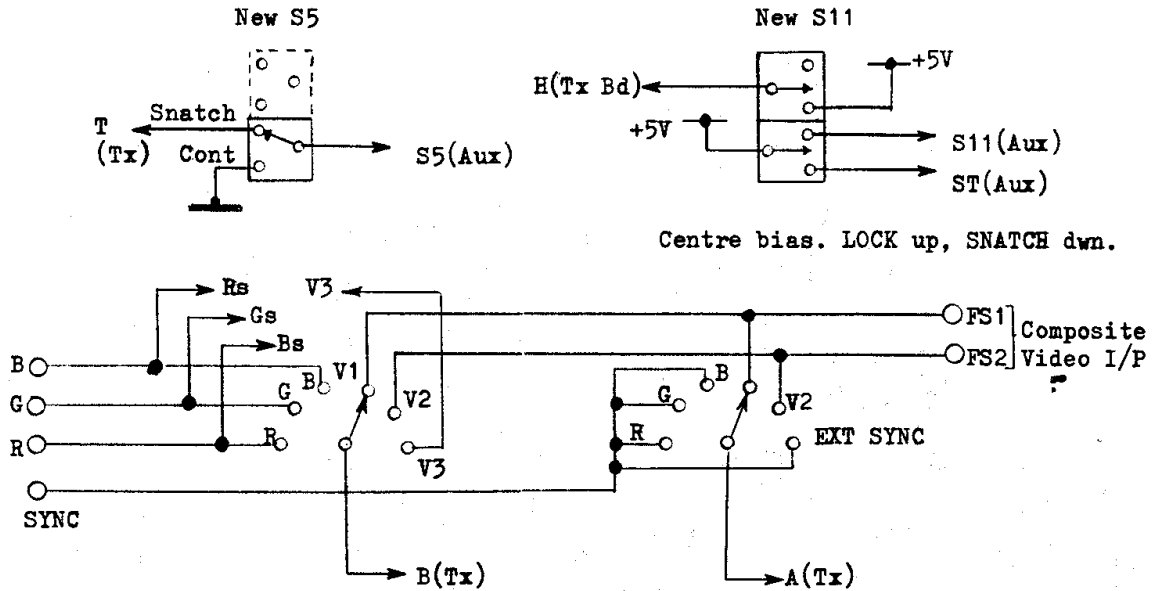 New S5
New S11
+5V
H(Tx Bd)
Snatch
T
(Tx)
Cont
S5(Aux)
+5V
S11(Aux)
ST(Aux)
Centre bias. LOCK up, SNATCH dwn.
Rs
V3
Gs
FS1
Composite
Bs
B
V1
B
FS2
Video I/P
B
G
G
V2
G
V2
R
R
V3
R
EXT SYNC
SYNC
B(Tx)
A(Tx)